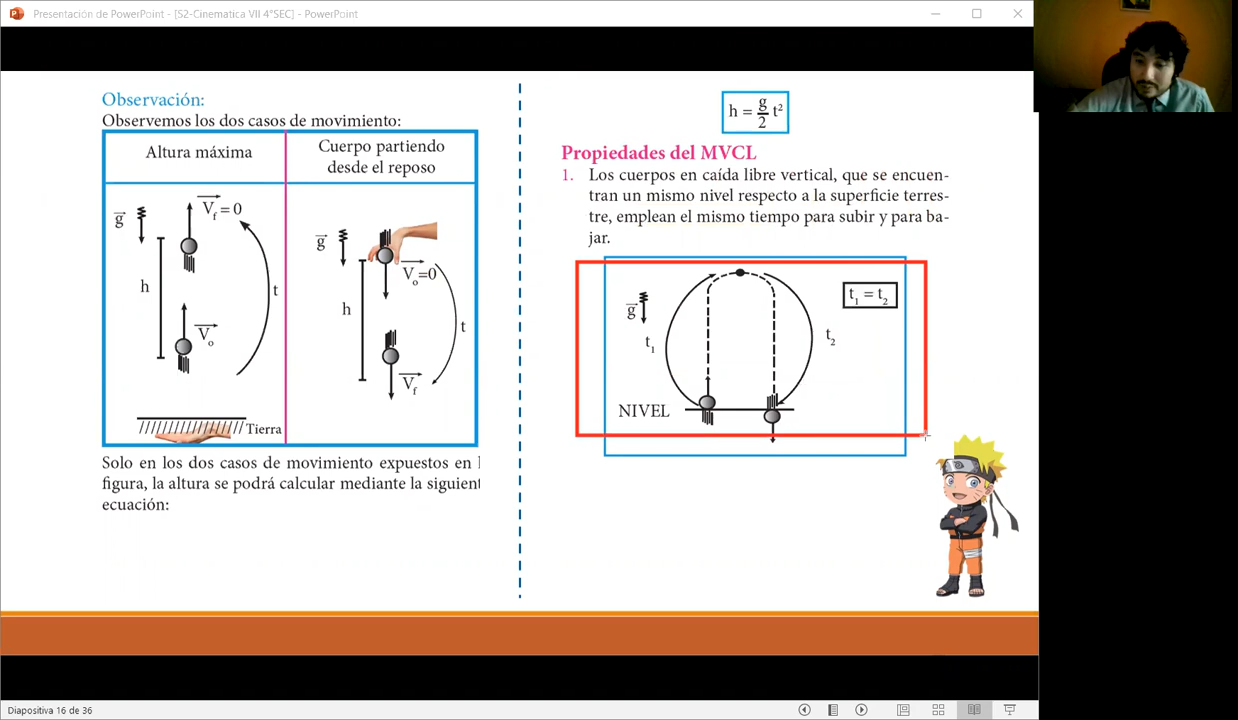 Presentación de PowerPoint - [S2-Cinematica VII 4°SEC] - PowerPoint
Observación:
Observemos los dos casos de movimiento:
Altura máxima
Cuerpo partiendo
desde el reposo
g
Vf = 0
h
t
Vo
Tierra
g
Vo=0
h
t
Vf
Solo en los dos casos de movimiento expuestos en l
figura, la altura se podrá calcular mediante la siguient
ecuación:
h = g/2 t²
Propiedades del MVCL
1. Los cuerpos en caída libre vertical, que se encuen-
tran un mismo nivel respecto a la superficie terres-
tre, emplean el mismo tiempo para subir y para ba-
jar.
g
t1
t1 = t2
t2
NIVEL
Diapositiva 16 de 36